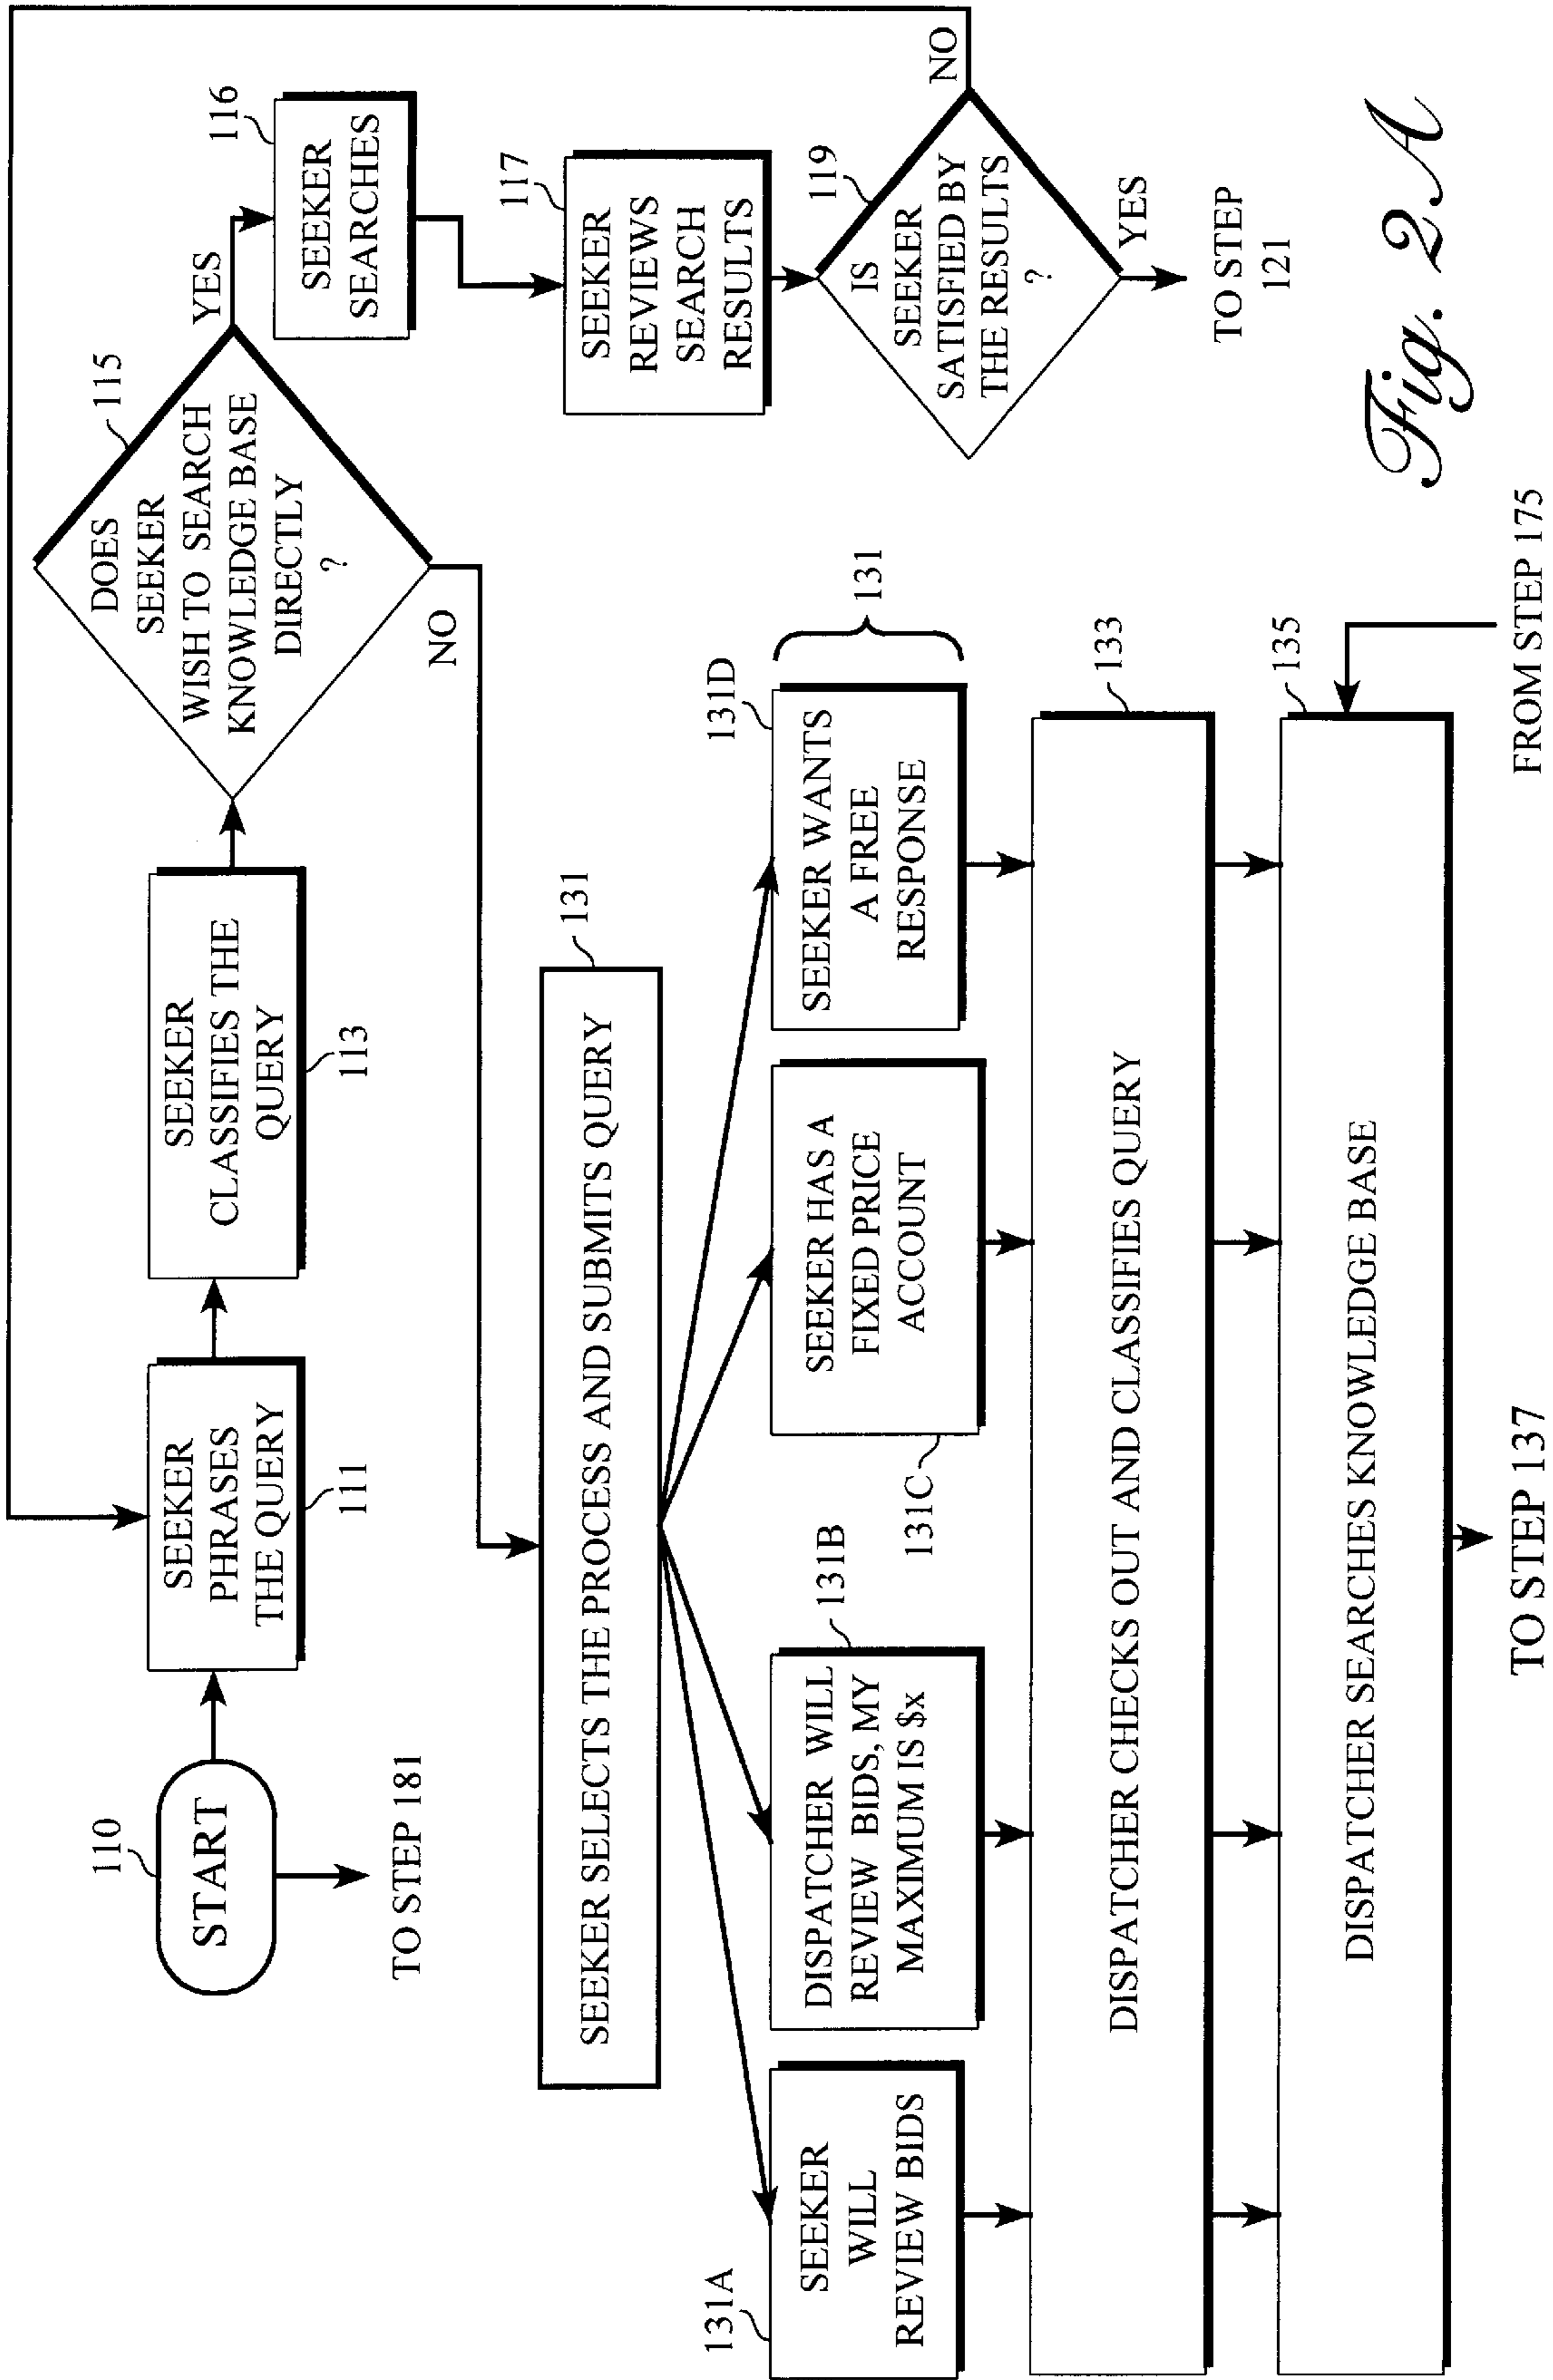 110
START
TO STEP 181
SEEKER
PHRASES
THE QUERY
111
SEEKER
CLASSIFIES THE
QUERY
113
115
DOES
SEEKER
WISH TO SEARCH
KNOWLEDGE BASE
DIRECTLY
?
YES
NO
116
SEEKER
SEARCHES
117
SEEKER
REVIEWS
SEARCH
RESULTS
119
IS
SEEKER
SATISFIED BY
THE RESULTS
?
NO
YES
TO STEP
121
131
SEEKER SELECTS THE PROCESS AND SUBMITS QUERY
131A
SEEKER
WILL
REVIEW BIDS
131B
DISPATCHER WILL
REVIEW BIDS, MY
MAXIMUM IS $x
131C
SEEKER HAS A
FIXED PRICE
ACCOUNT
131D
SEEKER WANTS
A FREE
RESPONSE
131
133
DISPATCHER CHECKS OUT AND CLASSIFIES QUERY
135
DISPATCHER SEARCHES KNOWLEDGE BASE
TO STEP 137
FROM STEP 175
Fig. 2A